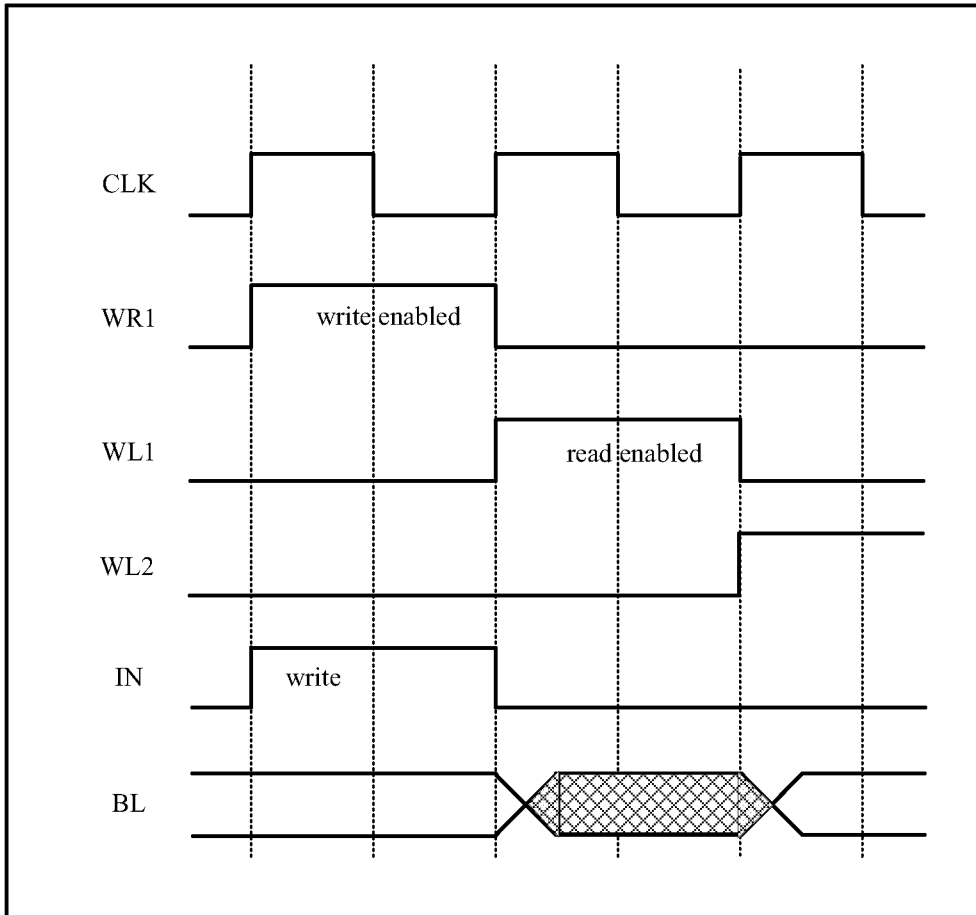 CLK
WR1
write enabled
WL1
read enabled
WL2
IN
write
BL